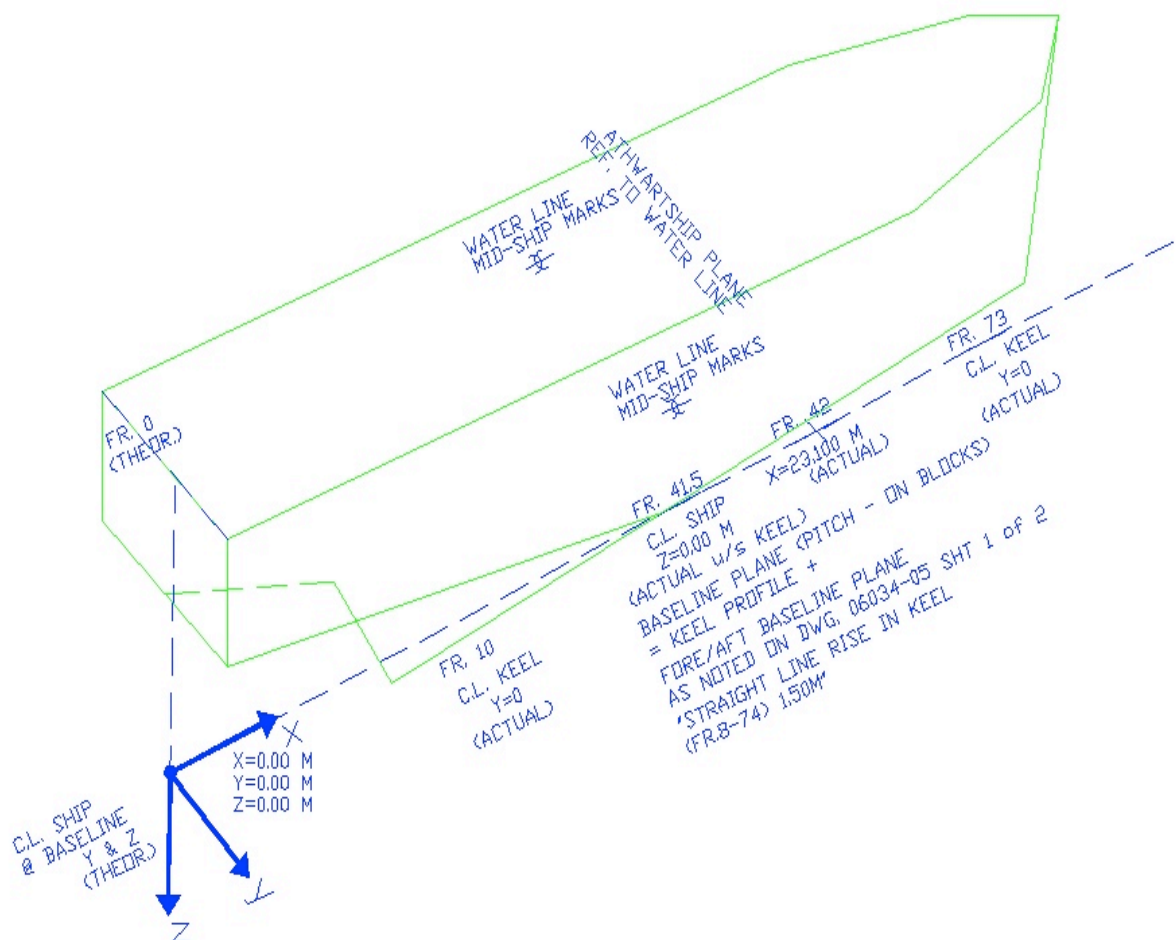 ATHWARTSHIP PLANE
REF. TO WATER LINE
WATER LINE
MID-SHIP MARKS
WATER LINE
MID-SHIP MARKS
FR. 0
(THEOR.)
FR. 73
C.L. KEEL
Y=0
(ACTUAL)
FR. 42
X=23.100 M
(ACTUAL)
FR. 41.5
C.L. SHIP
Z=0.00 M
(ACTUAL u/s KEEL)
BASELINE PLANE (PITCH - ON BLOCKS)
= KEEL PROFILE +
FORE/AFT BASELINE PLANE
AS NOTED ON DWG. 06034-05 SHT 1 of 2
"STRAIGHT LINE RISE IN KEEL
(FR.8-74) 1.50M"
FR. 10
C.L. KEEL
Y=0
(ACTUAL)
X
X=0.00 M
Y=0.00 M
Z=0.00 M
C.L. SHIP
@ BASELINE
Y & Z
(THEOR.)
Y
Z